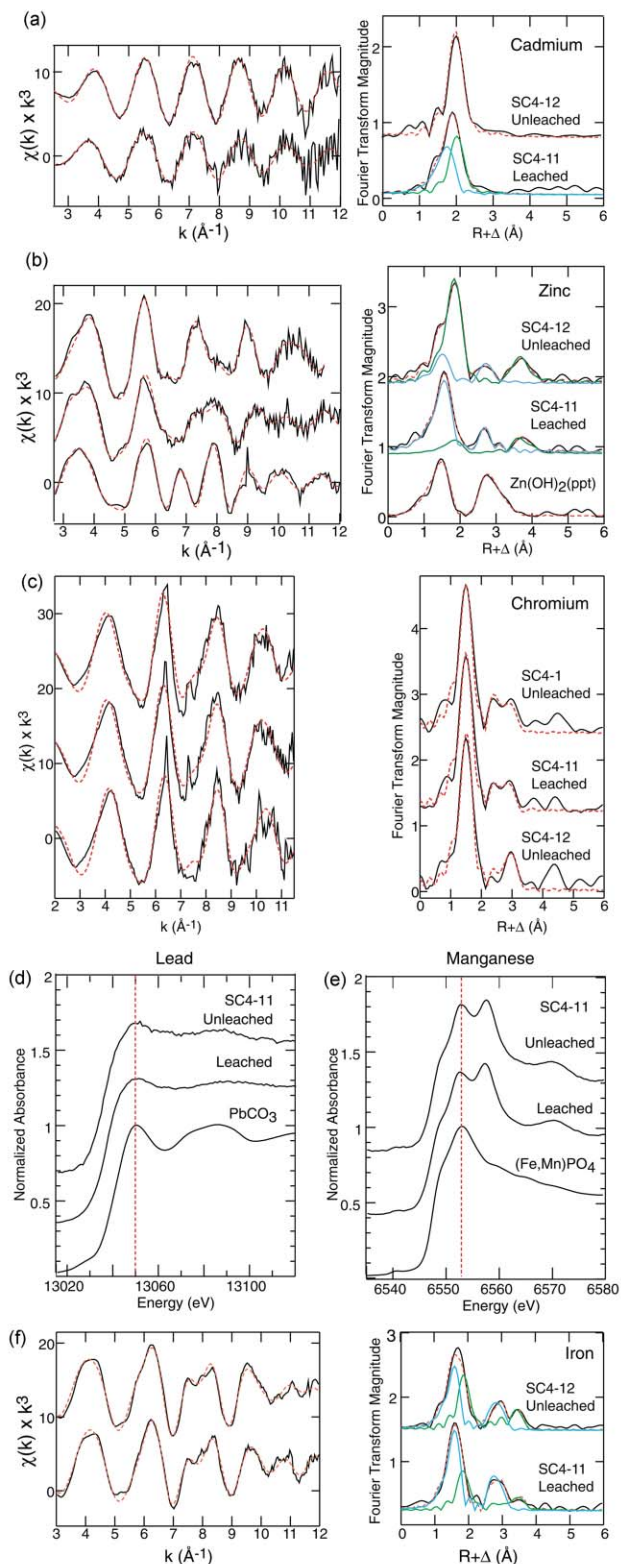 (a)
10
0
χ(k) x k³
3 4 5 6 7 8 9 10 11 12
k (Å⁻¹)
Fourier Transform Magnitude
2
1
0
Cadmium
SC4-12
Unleached
SC4-11
Leached
0 1 2 3 4 5 6
R+Δ (Å)
(b)
20
10
0
χ(k) x k³
3 4 5 6 7 8 9 10 11 12
k (Å⁻¹)
Fourier Transform Magnitude
3
2
1
0
Zinc
SC4-12
Unleached
SC4-11
Leached
Zn(OH)₂(ppt)
0 1 2 3 4 5 6
R+Δ (Å)
(c)
30
20
10
0
χ(k) x k³
2 3 4 5 6 7 8 9 10 11
k (Å⁻¹)
Fourier Transform Magnitude
4
3
2
1
0
Chromium
SC4-1
Unleached
SC4-11
Leached
SC4-12
Unleached
0 1 2 3 4 5 6
R+Δ (Å)
(d)
Lead
2
1.5
1
0.5
Normalized Absorbance
SC4-11
Unleached
Leached
PbCO₃
13020 13060 13100
Energy (eV)
(e)
Manganese
2
1.5
1
0.5
Normalized Absorbance
SC4-11
Unleached
Leached
(Fe,Mn)PO₄
6540 6550 6560 6570 6580
Energy (eV)
(f)
20
10
0
χ(k) x k³
3 4 5 6 7 8 9 10 11 12
k (Å⁻¹)
Fourier Transform Magnitude
3
2
1
Iron
SC4-12
Unleached
SC4-11
Leached
0 1 2 3 4 5 6
R+Δ (Å)